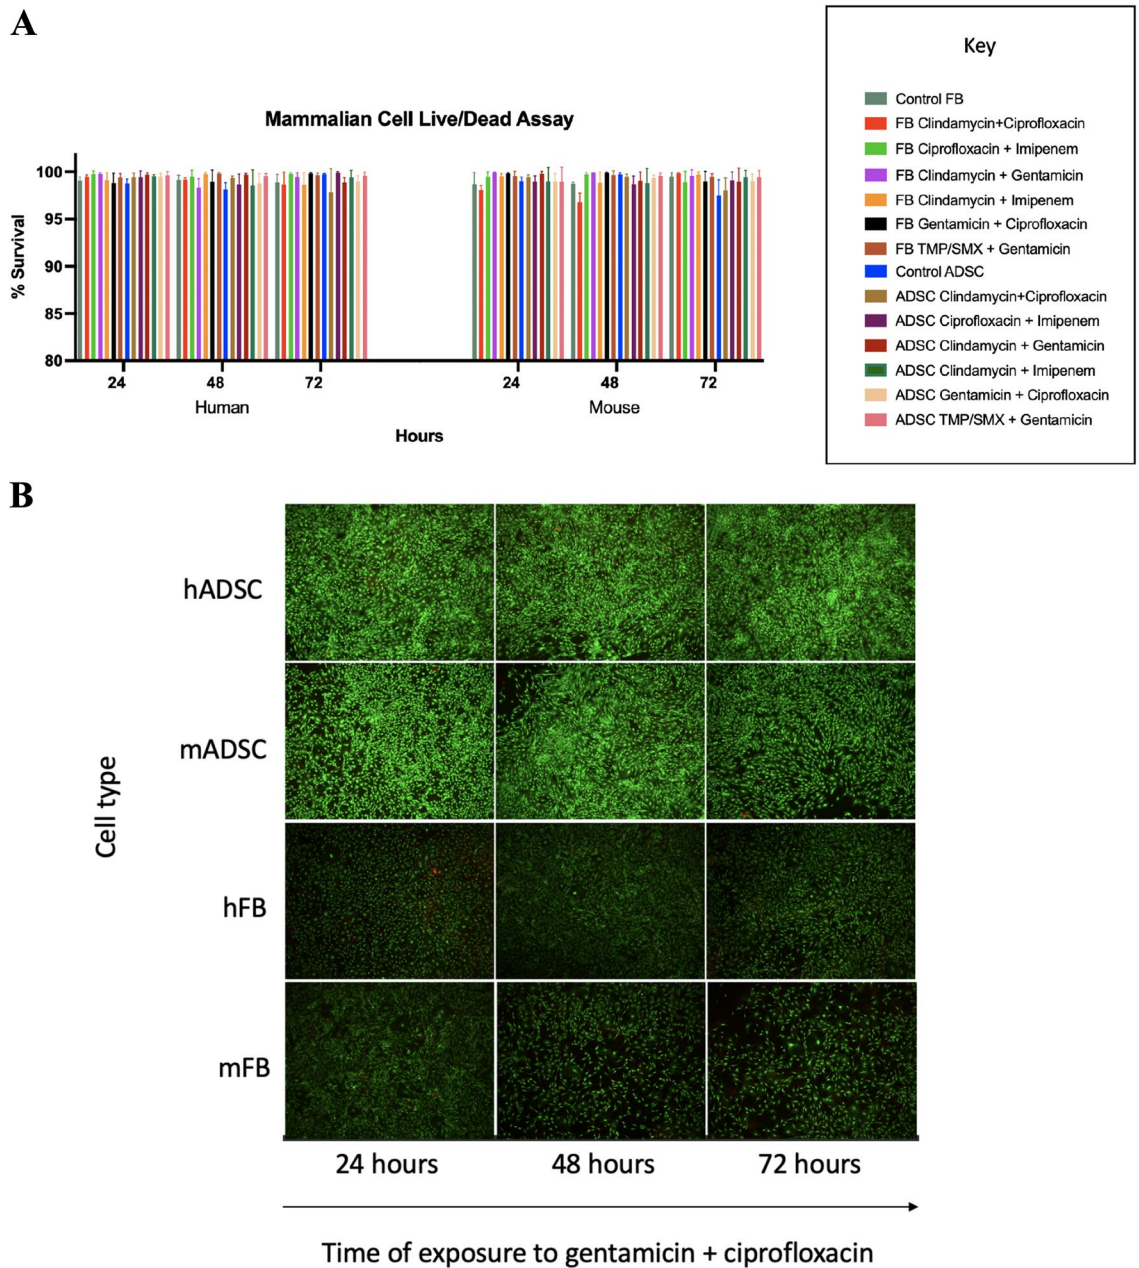 A
Mammalian Cell Live/Dead Assay
% Survival
100
95
90
85
80
24 48 72 24 48 72
Human Mouse
Hours
Key
Control FB
FB Clindamycin+Ciprofloxacin
FB Ciprofloxacin + Imipenem
FB Clindamycin + Gentamicin
FB Clindamycin + Imipenem
FB Gentamicin + Ciprofloxacin
FB TMP/SMX + Gentamicin
Control ADSC
ADSC Clindamycin+Ciprofloxacin
ADSC Ciprofloxacin + Imipenem
ADSC Clindamycin + Gentamicin
ADSC Clindamycin + Imipenem
ADSC Gentamicin + Ciprofloxacin
ADSC TMP/SMX + Gentamicin
B
Cell type
hADSC
mADSC
hFB
mFB
24 hours 48 hours 72 hours
Time of exposure to gentamicin + ciprofloxacin